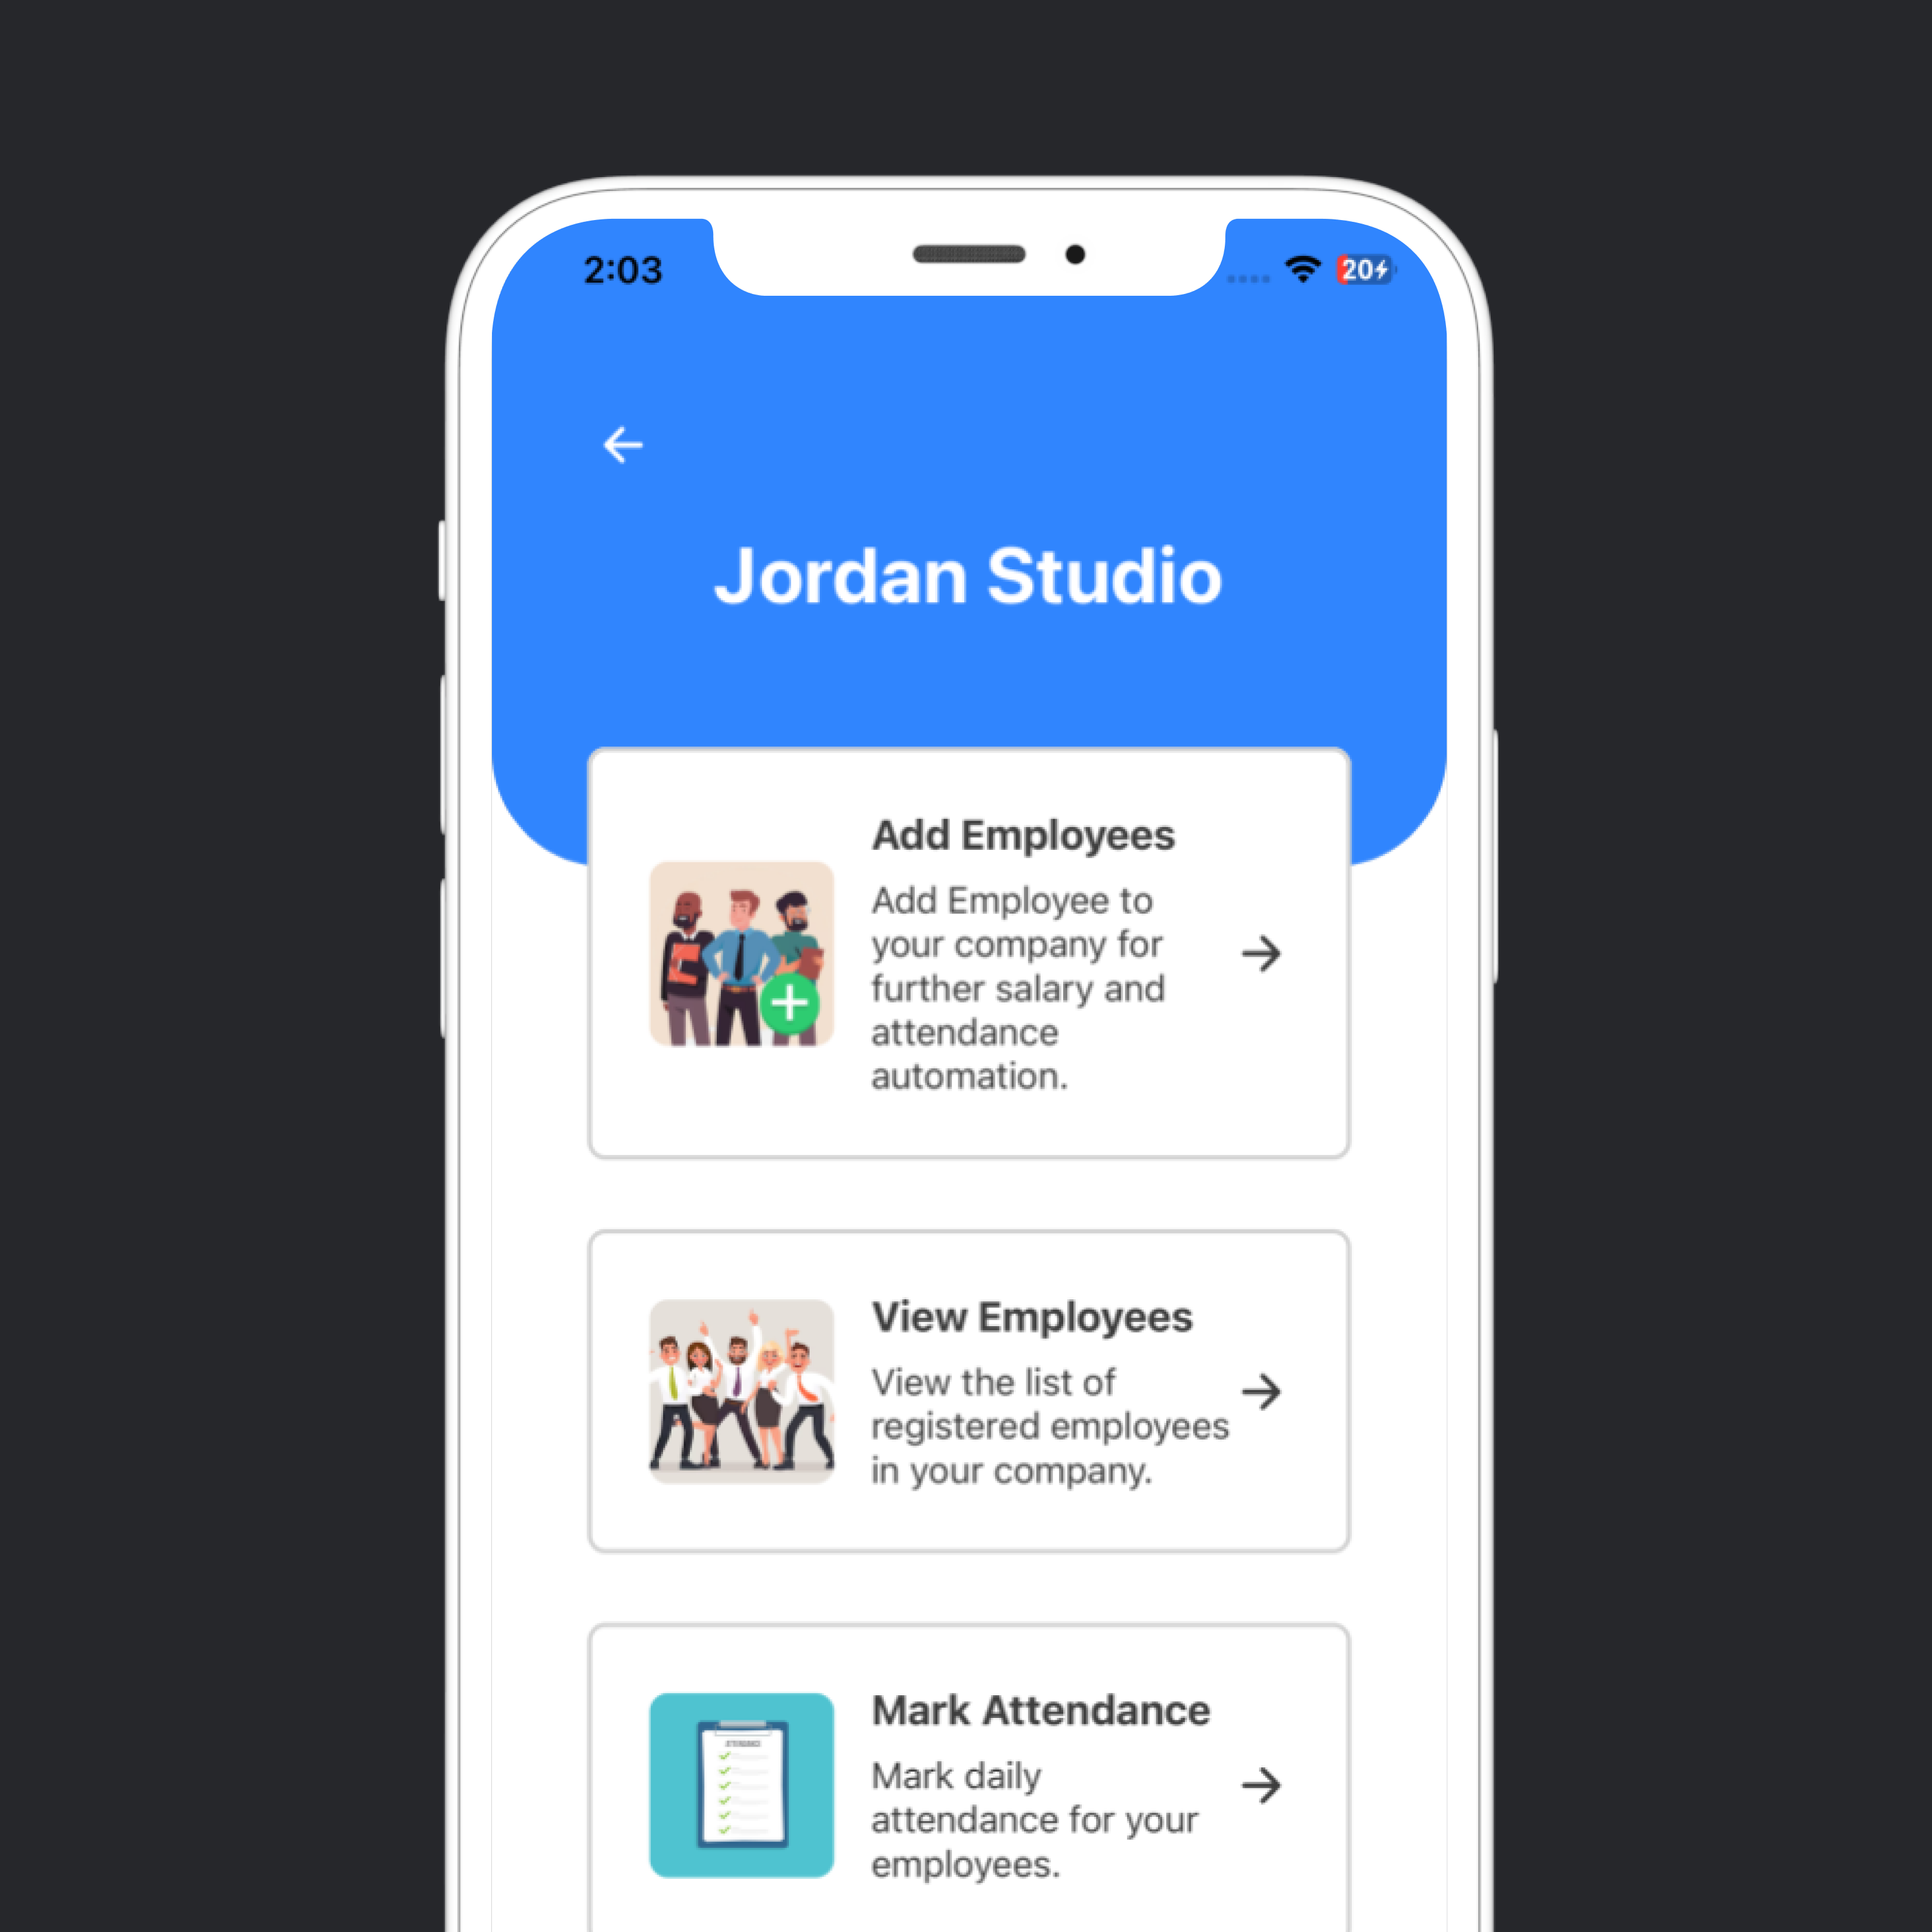 2:03
20
Jordan Studio
Add Employees
Add Employee to
your company for
further salary and
attendance
automation.
View Employees
View the list of
registered employees
in your company.
Mark Attendance
ATTENDANCE
Mark daily
attendance for your
employees.